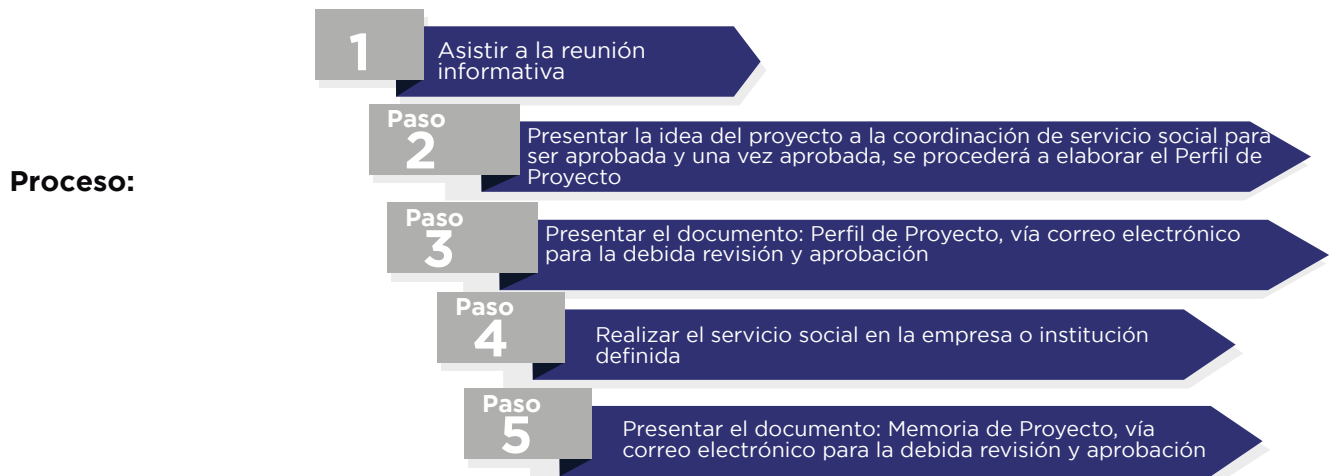 1
Asistir a la reunión
informativa
Paso
2
Presentar la idea del proyecto a la coordinación de servicio social para
ser aprobada y una vez aprobada, se procederá a elaborar el Perfil de
Proyecto
Proceso:
Paso
3
Presentar el documento: Perfil de Proyecto, vía correo electrónico
para la debida revisión y aprobación
Paso
4
Realizar el servicio social en la empresa o institución
definida
Paso
5
Presentar el documento: Memoria de Proyecto, vía
correo electrónico para la debida revisión y aprobación